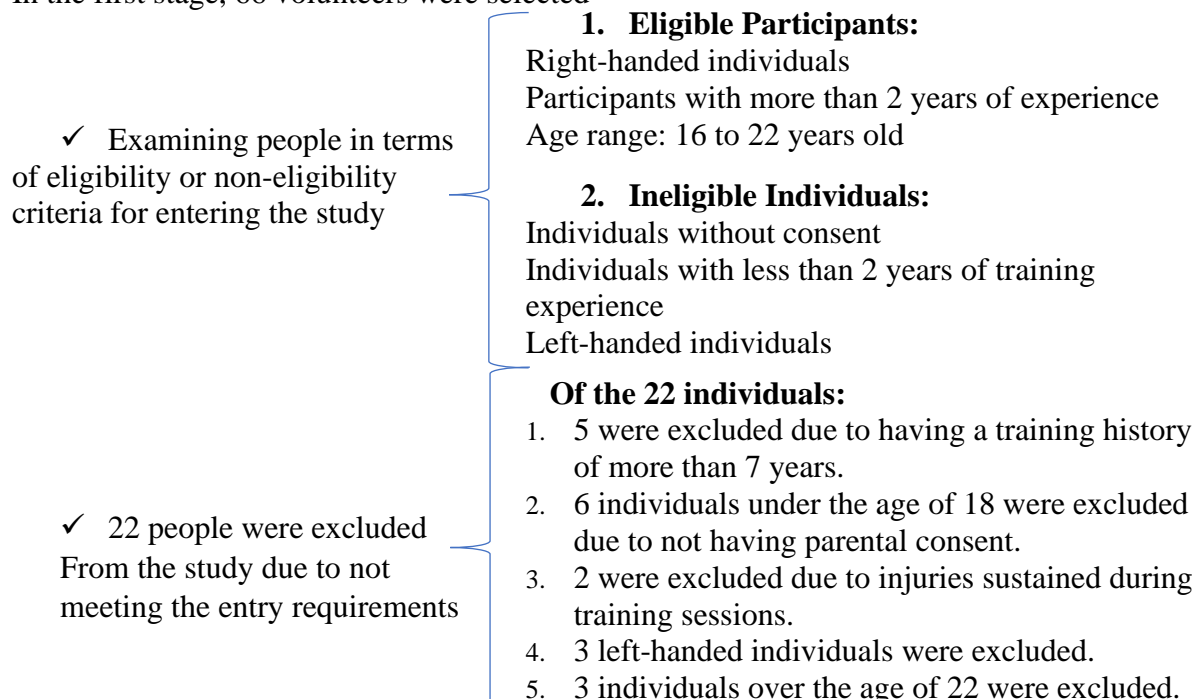 In the first stage, volunteers were selected
✓ Examining people in terms
of eligibility or non-eligibility
criteria for entering the study
1. Eligible Participants:
Right-handed individuals
Participants with more than 2 years of experience
Age range: 16 to 22 years old
2. Ineligible Individuals:
Individuals without consent
Individuals with less than 2 years of training
experience
Left-handed individuals
✓ 22 people were excluded
From the study due to not
meeting the entry requirements
Of the 22 individuals:
1. 5 were excluded due to having a training history
of more than 7 years.
2. 6 individuals under the age of 18 were excluded
due to not having parental consent.
3. 2 were excluded due to injuries sustained during
training sessions.
4. 3 left-handed individuals were excluded.
5. 3 individuals over the age of 22 were excluded.